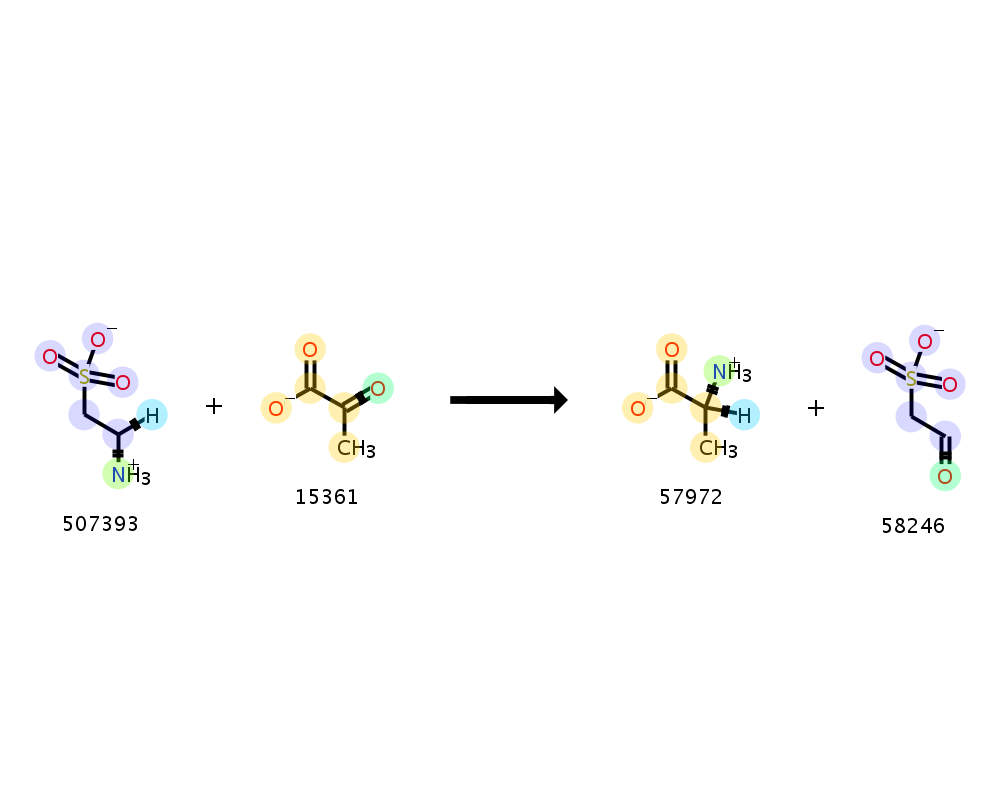 O⁻
O S O
H
NH₃⁺
507393
+
O
O⁻ O
CH₃
15361
O
O⁻ NH₃⁺
H
CH₃
57972
+
O⁻
O S O
O
58246